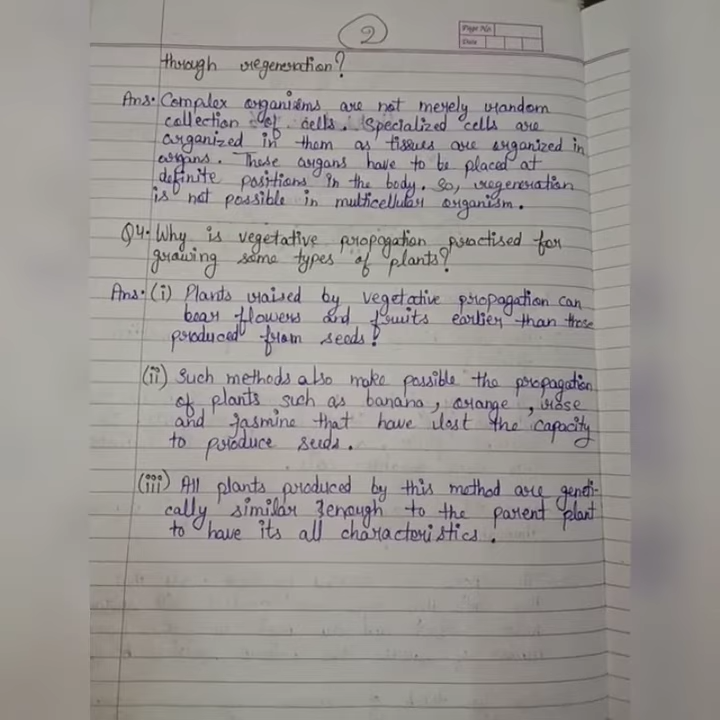 2
Page No.
Date
through regeneration?
Ans. Complex organisms are not merely random
collection of cells. Specialized cells are
organized in them as tissues are organized in
organs. These organs have to be placed at
definite positions in the body. So, regeneration
is not possible in multicellular organism.
Q4. Why is vegetative propogation practised for
growing some types of plants?
Ans. (i) Plants raised by vegetative propagation can
bear flowers and fruits earlier than those
produced from seeds!
(ii) Such methods also make possible the propagation
of plants such as banana, orange, rose
and jasmine that have lost the capacity
to produce seeds.
(iii) All plants produced by this method are geneti-
cally similar enough to the parent plant
to have its all characteristics.